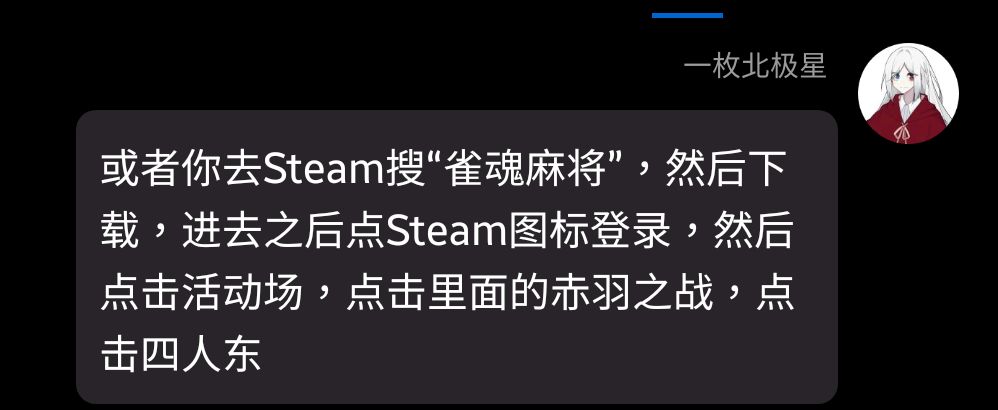 一枚北极星
或者你去Steam搜“雀魂麻将”，然后下
载，进去之后点Steam图标登录，然后
点击活动场，点击里面的赤羽之战，点
击四人东